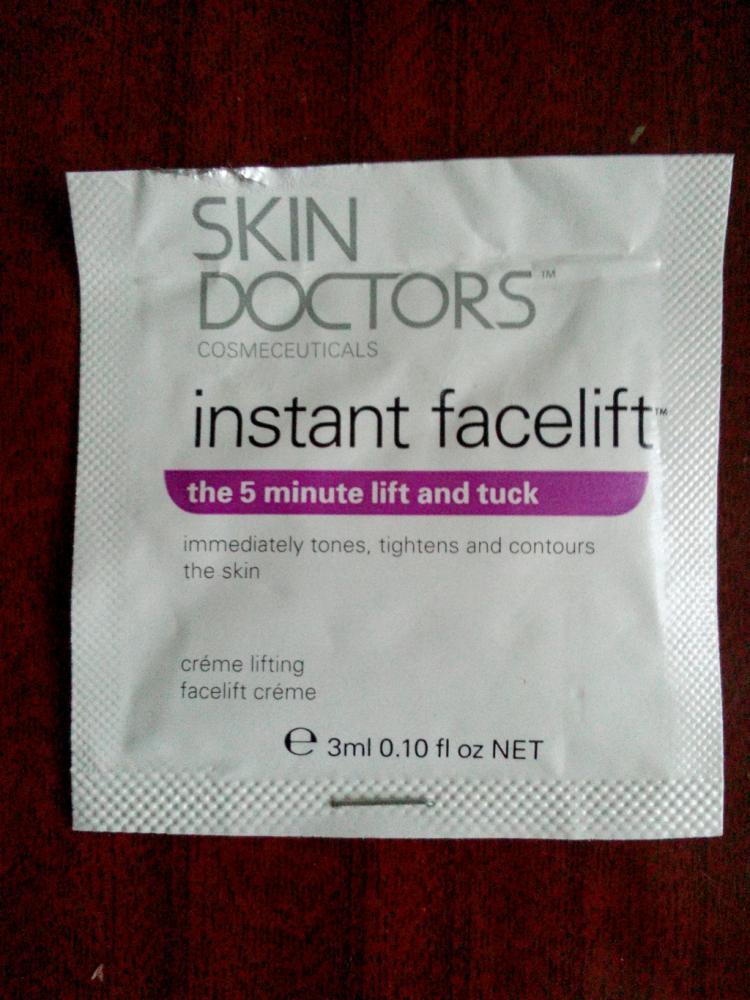 SKIN
DOCTORS™
COSMECEUTICALS
instant facelift™
the 5 minute lift and tuck
immediately tones, tightens and contours
the skin
créme lifting
facelift créme
℮ 3ml 0.10 fl oz NET